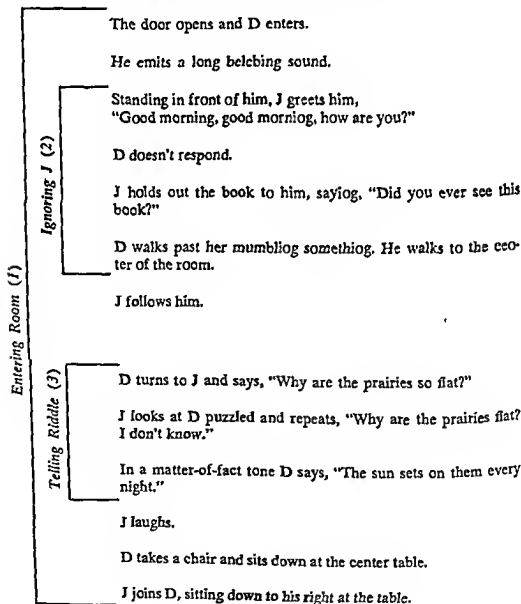 The door opens and D enters.
He emits a long belcbing sound.
Standing in front of him, J greets him,
“Good morning, good morniog, how are you?”
D doesn't respond.
J holds out the book to him, sayiog, “Did you ever see this
book?”
D walks past her mumbliog somethiog. He walks to the ceo-
ter of the room.
J follows him.
D turns to J and says, “Why are the prairies so flat?”
J looks at D puzzled and repeats, “Why are the prairies flat?
I don't know.”
In a matter-of-fact tone D says, “The sun sets on them every
night.”
J laughs.
D takes a chair and sits down at the center table.
J joins D, sitting down to his right at the table.
Entering Room (1)
Ignoring J (2)
Telling Riddle (3)